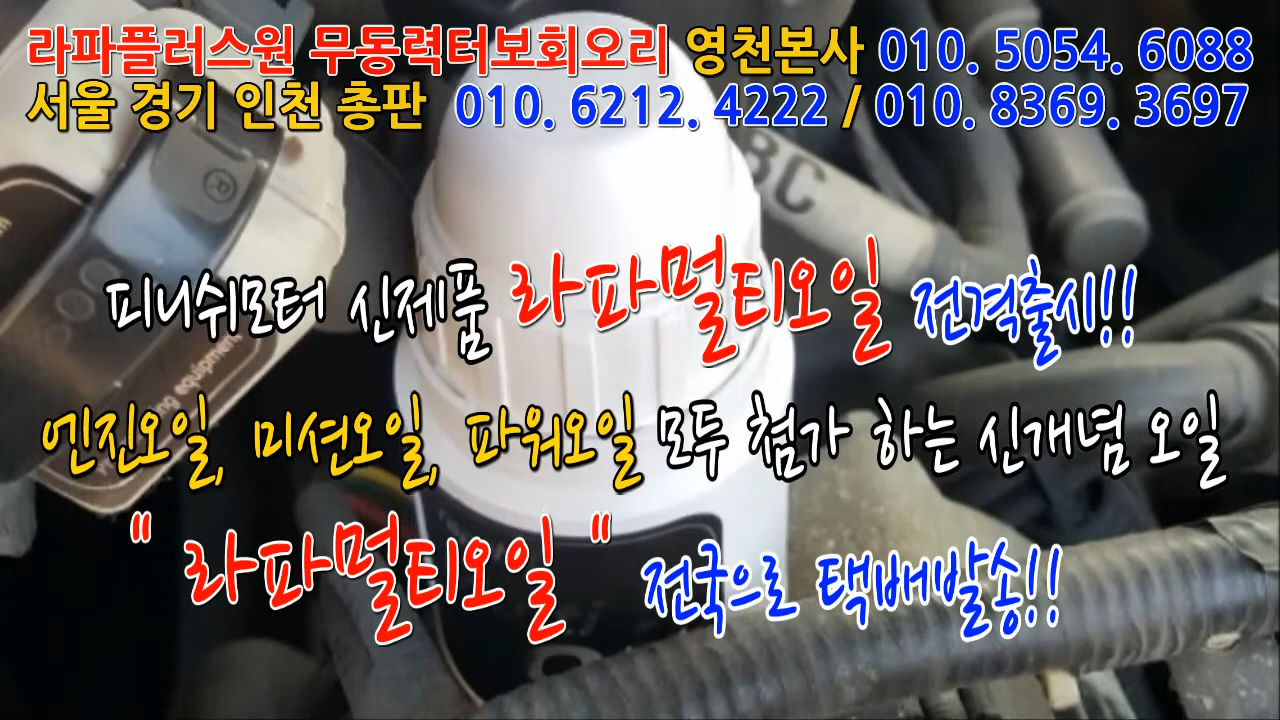 라파플러스원 무동력터보회오리 영천본사 010. 5054. 6088
서울 경기 인천 총판 010. 6212. 4222 / 010. 8369. 3697
BC
®
피니쉬모터 신제품 라파멀티오일 전격출시!!
엔진오일, 미션오일, 파워오일 모두 첨가 하는 신개념 오일
" 라파멀티오일 " 전국으로 택배발송!!